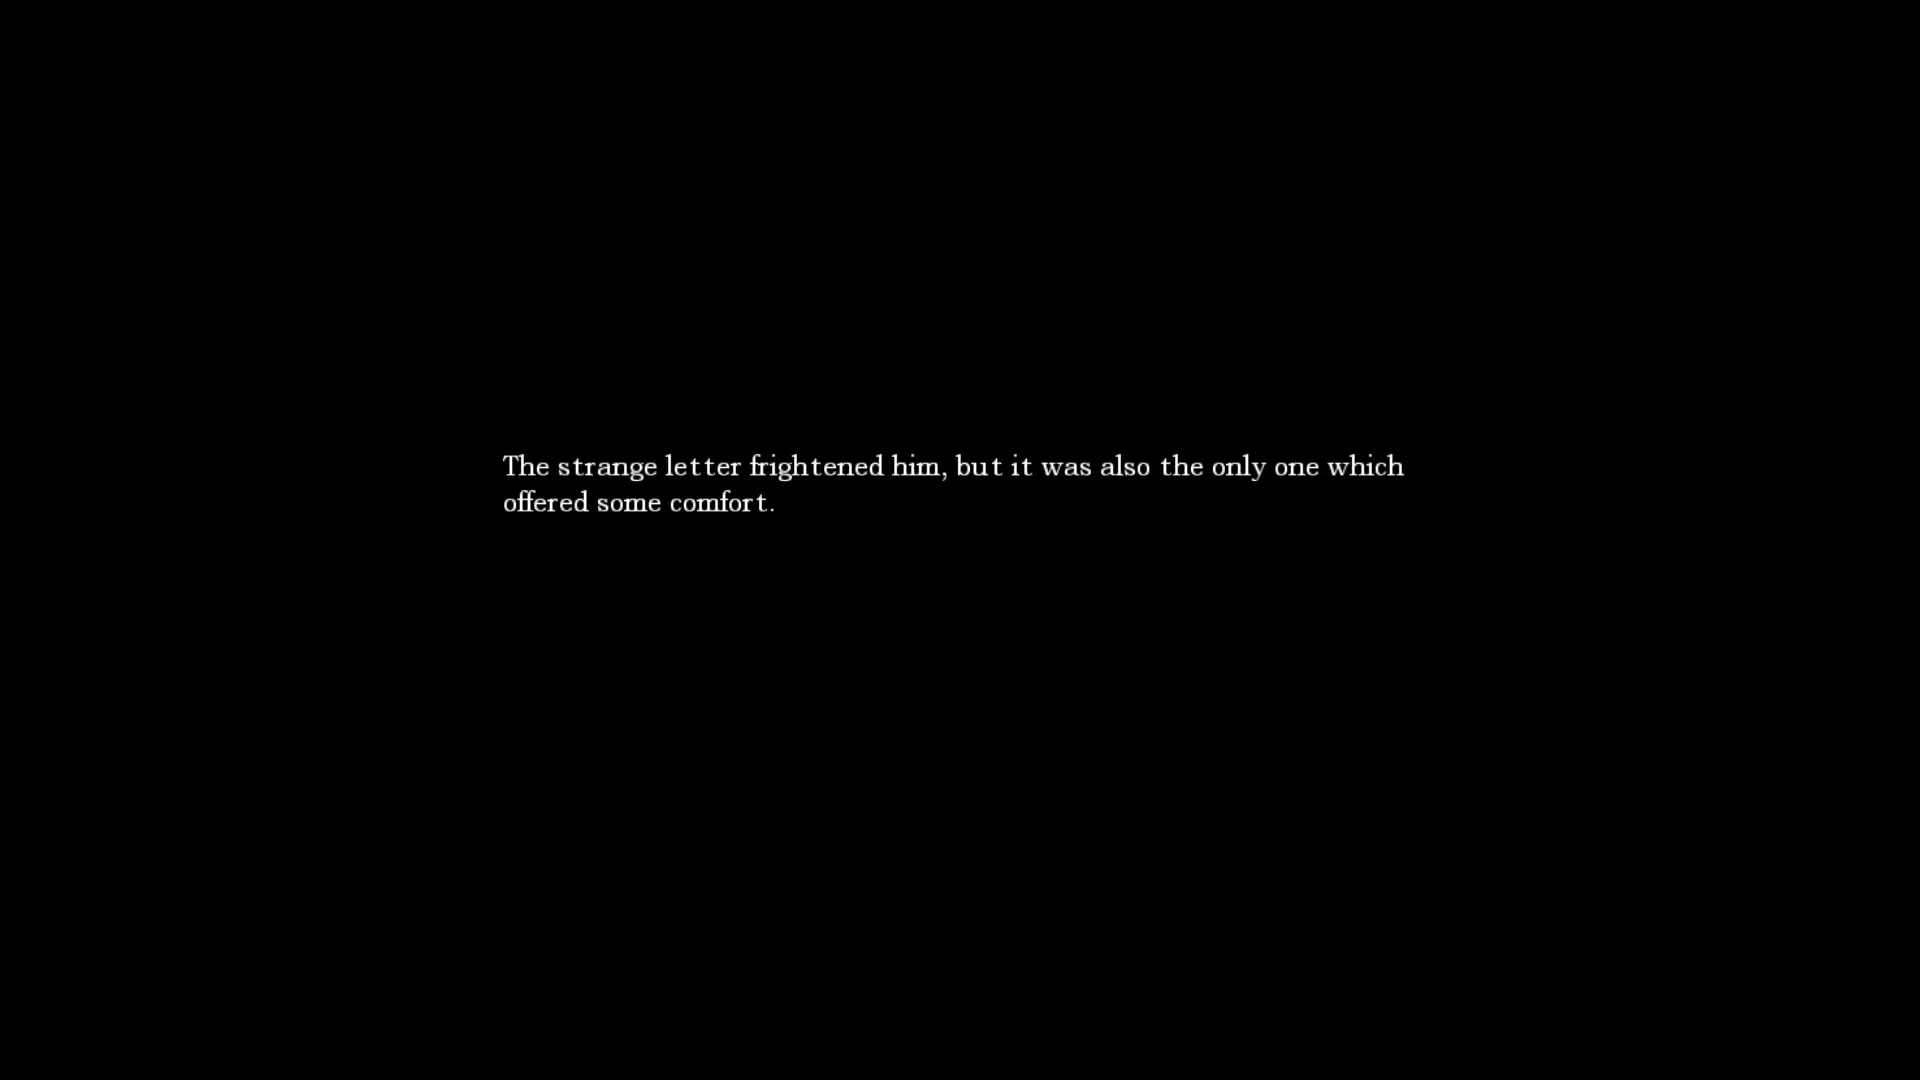 The strange letter frightened him, but it was also the only one which
offered some comfort.